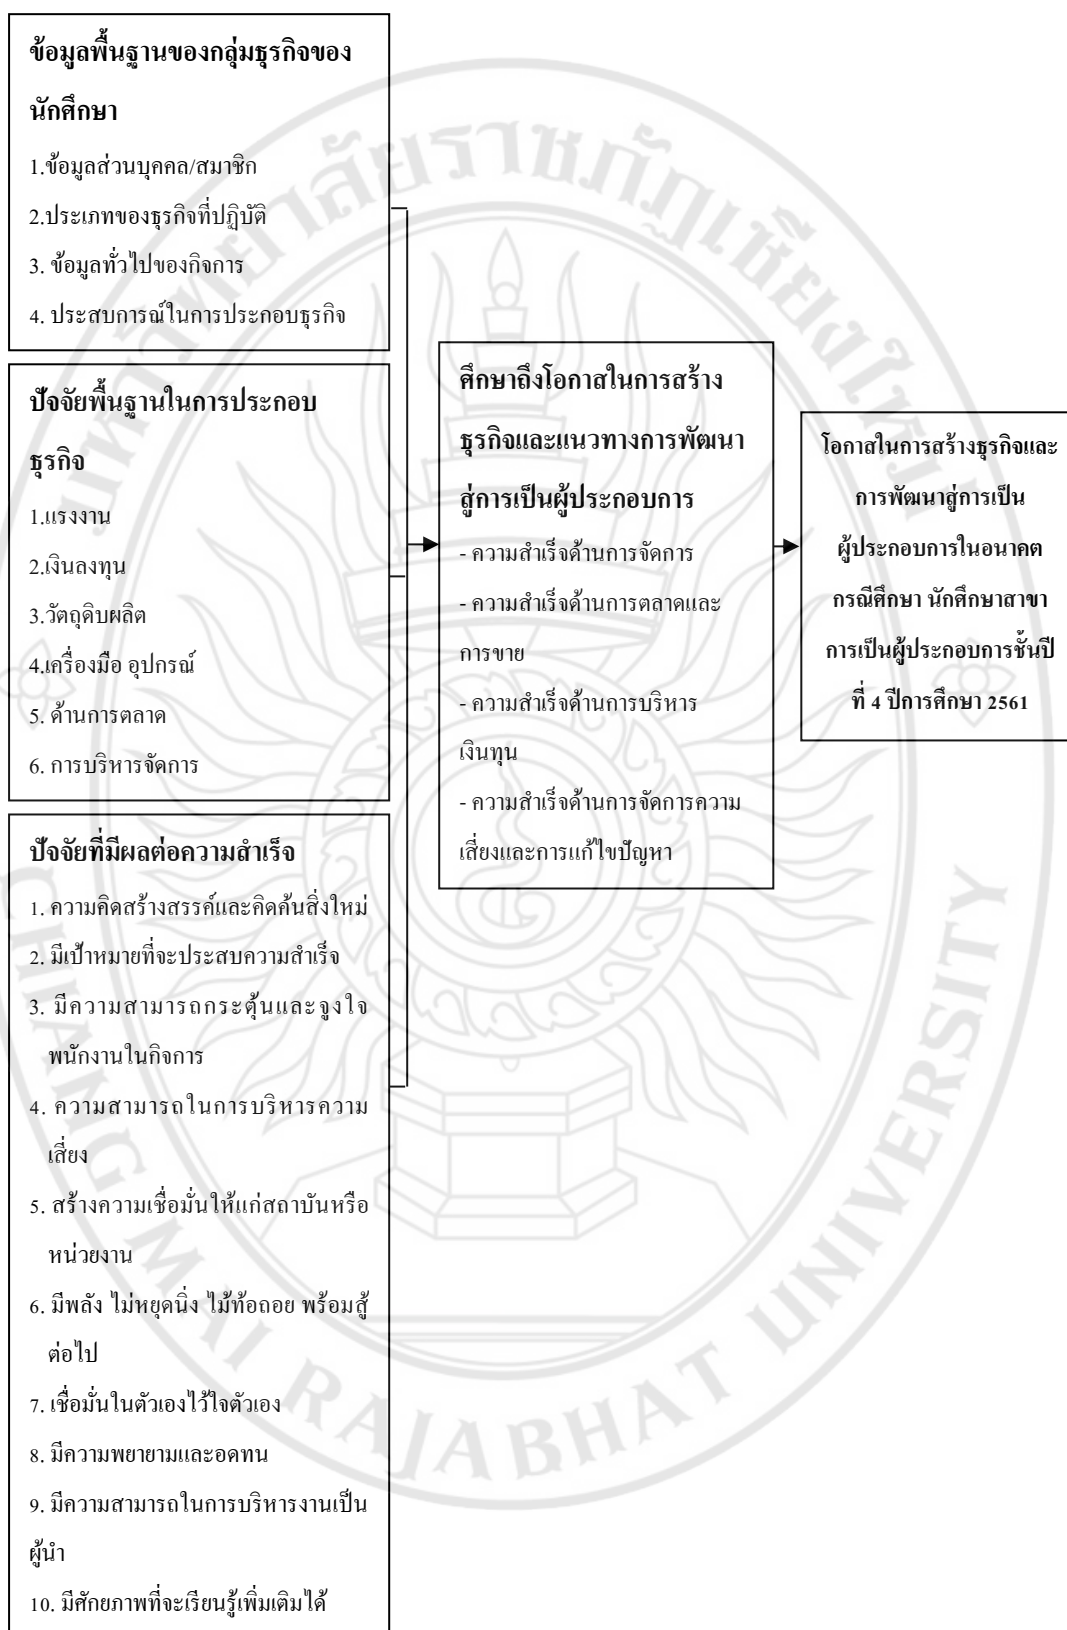 ข้อมูลพื้นฐานของกลุ่มธุรกิจของ
นักศึกษา
1.ข้อมูลส่วนบุคคล/สมาชิก
2.ประเภทของธุรกิจที่ปฏิบัติ
3. ข้อมูลทั่วไปของกิจการ
4. ประสบการณ์ในการประกอบธุรกิจ
ปัจจัยพื้นฐานในการประกอบ
ธุรกิจ
1.แรงงาน
2.เงินลงทุน
3.วัตถุดิบผลิต
4.เครื่องมือ อุปกรณ์
5. ด้านการตลาด
6. การบริหารจัดการ
ปัจจัยที่มีผลต่อความสำเร็จ
1. ความคิดสร้างสรรค์และคิดค้นสิ่งใหม่
2. มีเป้าหมายที่จะประสบความสำเร็จ
3. มีความสามารถกระตุ้นและจูงใจ
พนักงานในกิจการ
4. ความสามารถในการบริหารความ
เสี่ยง
5. สร้างความเชื่อมั่นให้แก่สถาบันหรือ
หน่วยงาน
6. มีพลัง ไม่หยุดนิ่ง ไม้ท้อถอย พร้อมสู้
ต่อไป
7. เชื่อมั่นในตัวเองไว้ใจตัวเอง
8. มีความพยายามและอดทน
9. มีความสามารถในการบริหารงานเป็น
ผู้นำ
10. มีศักยภาพที่จะเรียนรู้เพิ่มเติมได้
ศึกษาถึงโอกาสในการสร้าง
ธุรกิจและแนวทางการพัฒนา
สู่การเป็นผู้ประกอบการ
- ความสำเร็จด้านการจัดการ
- ความสำเร็จด้านการตลาดและ
การขาย
- ความสำเร็จด้านการบริหาร
เงินทุน
- ความสำเร็จด้านการจัดการความ
เสี่ยงและการแก้ไขปัญหา
โอกาสในการสร้างธุรกิจและ
การพัฒนาสู่การเป็น
ผู้ประกอบการในอนาคต
กรณีศึกษา นักศึกษาสาขา
การเป็นผู้ประกอบการชั้นปี
ที่ 4 ปีการศึกษา 2561
มหาวิทยาลัยราชภัฏเชียงใหม่
CHIANG MAI RAJABHAT UNIVERSITY